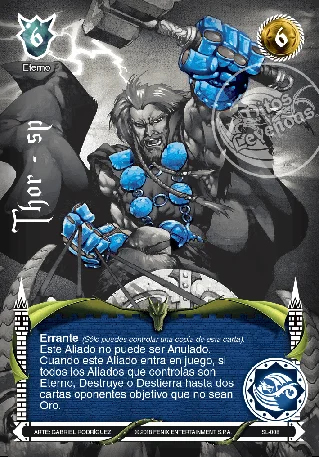 6
6
Eterno
Mitos y
Leyendas
Thor - sp
Errante (Sólo puedes controlar una copia de esta carta).
Este Aliado no puede ser Anulado.
Cuando este Aliado entra en juego, si
todos los Aliados que controlas son
Eterno, Destruye o Destierra hasta dos
cartas oponentes objetivo que no sean
Oro.
ARTE: GABRIEL RODRÍGUEZ